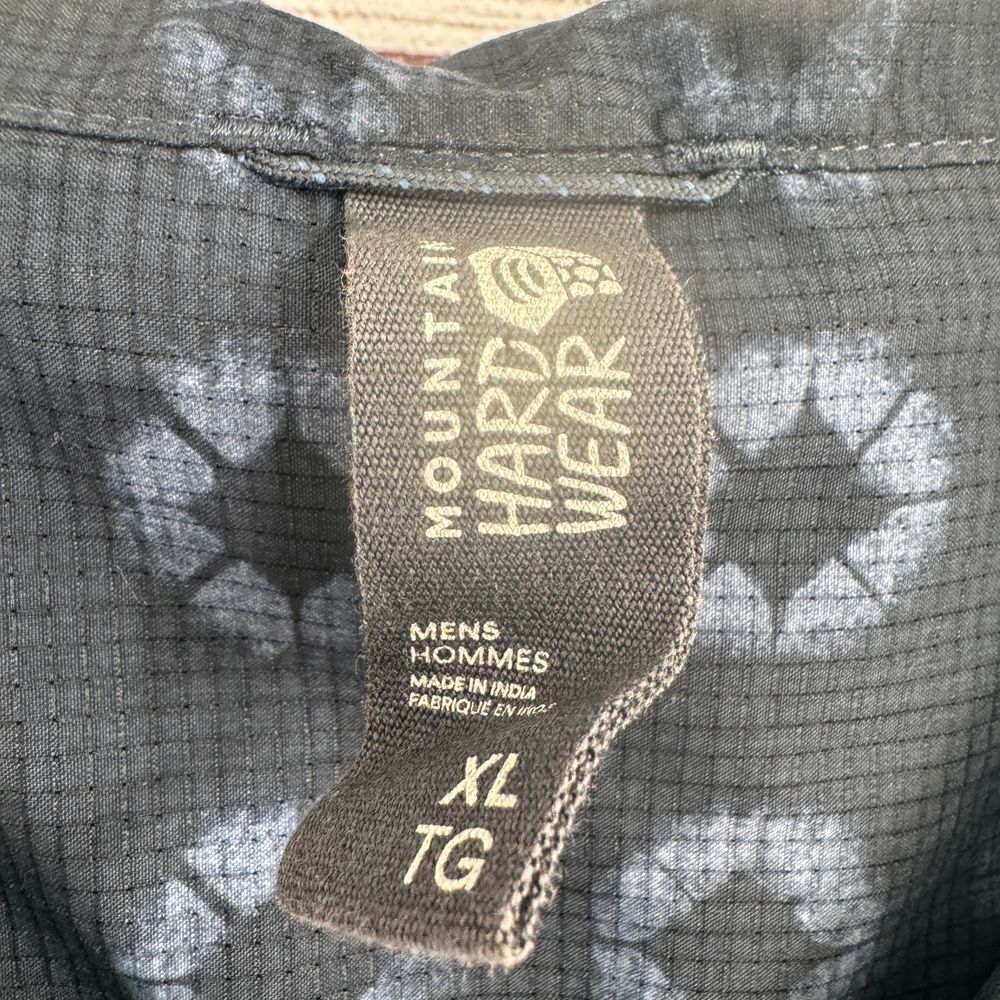 MOUNTAIN
HARD
WEAR
MENS
HOMMES
MADE IN INDIA
FABRIQUE EN
XL
TG